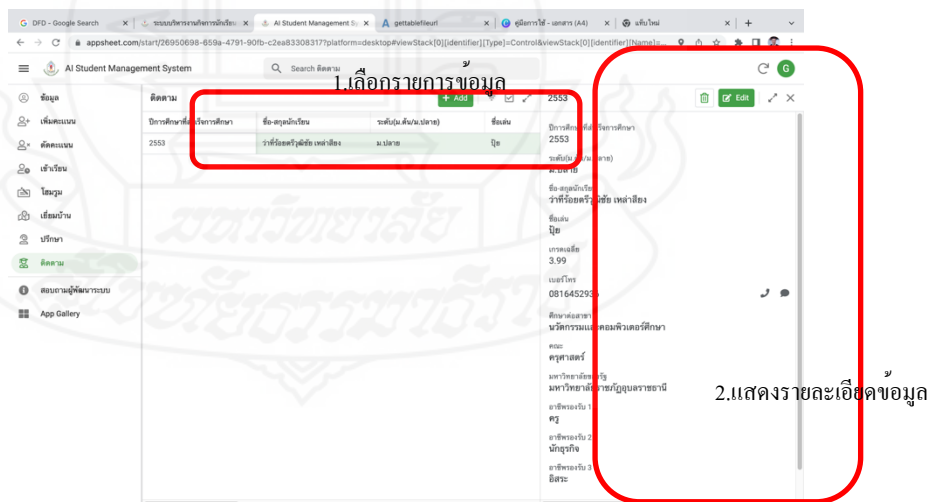 DFD - Google Search
ระบบบริหารงานกิจการนักเรียน
AI Student Management S
gettablefileurl
คู่มือการใช้ - เอกสาร (A4)
แท็บใหม่
appsheet.com/start/26950698-659a-4791-90fb-c2ea83308317?platform=desktop#viewStack[0][identifier][Type]=Control&viewStack[0][identifier][Name]=...
AI Student Management System
Search ติดตาม
G
1.เลือกรายการข้อมูล
ข้อมูล
เพิ่มคะแนน
ตัดคะแนน
เข้าเรียน
โฮมรูม
เยี่ยมบ้าน
ปรึกษา
ติดตาม
สอบถามผู้พัฒนาระบบ
App Gallery
ติดตาม
+ Add
ปีการศึกษาที่สำเร็จการศึกษา ชื่อ-สกุลนักเรียน ระดับ(ม.ต้น/ม.ปลาย) ชื่อเล่น
2553 ว่าที่ร้อยตรีวุฒิชัย เหล่าสียง ม.ปลาย ปุ้ย
2553
Edit
ปีการศึกษาที่สำเร็จการศึกษา
2553
ระดับ(ม.ต้น/ม.ปลาย)
ม.ปลาย
ชื่อ-สกุลนักเรียน
ว่าที่ร้อยตรีวุฒิชัย เหล่าสียง
ชื่อเล่น
ปุ้ย
เกรดเฉลี่ย
3.99
เบอร์โทร
081645293
ศึกษาต่อสาขา
นวัตกรรมและคอมพิวเตอร์ศึกษา
คณะ
ครุศาสตร์
มหาวิทยาลัยของรัฐ
มหาวิทยาลัยราชภัฏอุบลราชธานี
อาชีพรองรับ 1
ครู
อาชีพรองรับ 2
นักธุรกิจ
อาชีพรองรับ 3
อิสระ
2.แสดงรายละเอียดข้อมูล
มหาวิทยาลัย
สุโขทัยธรรมาธิราช